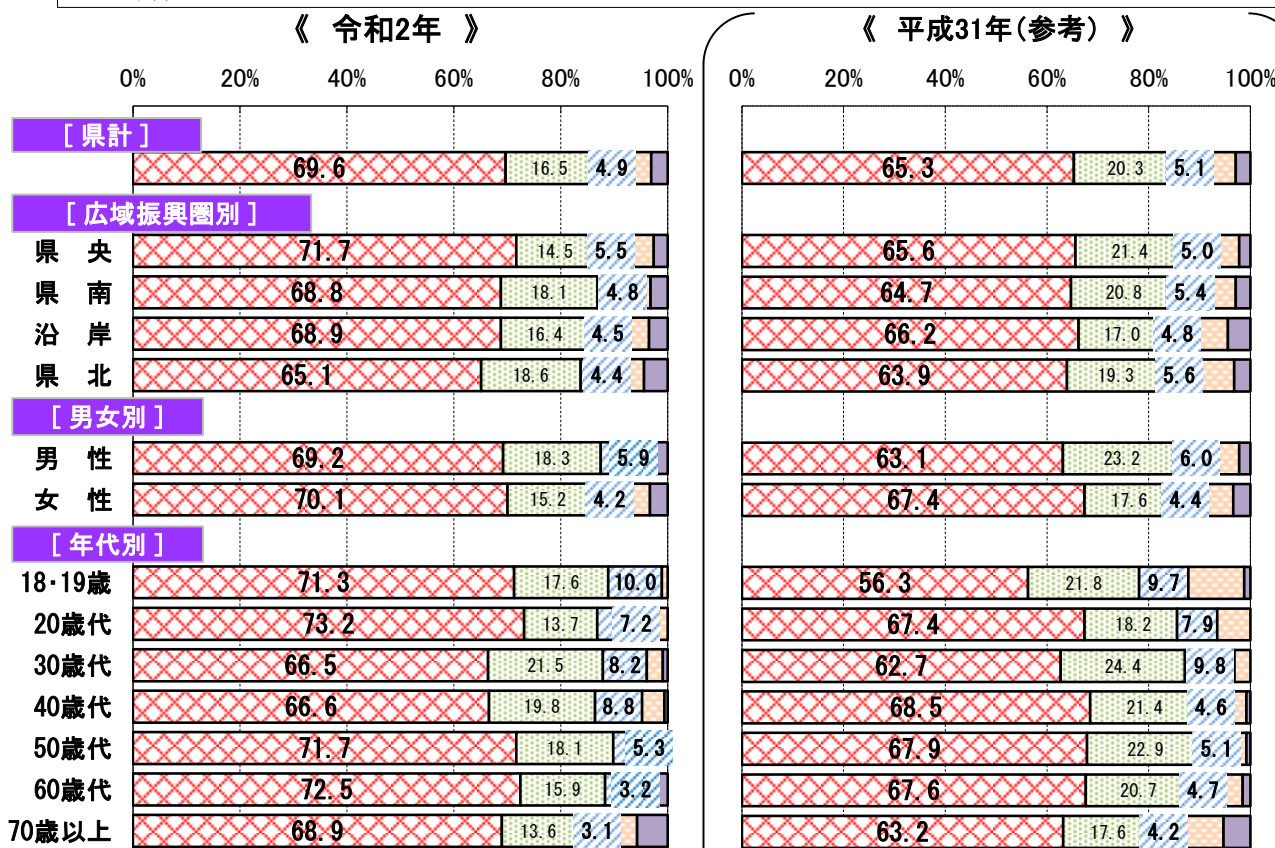 《 令和2年 》 《 平成31年(参考) 》
0% 20% 40% 60% 80% 100% 0% 20% 40% 60% 80% 100%
[ 県計 ]
69.6 16.5 4.9 65.3 20.3 5.1
[ 広域振興圏別 ]
県 央 71.7 14.5 5.5 65.6 21.4 5.0
県 南 68.8 18.1 4.8 64.7 20.8 5.4
沿 岸 68.9 16.4 4.5 66.2 17.0 4.8
県 北 65.1 18.6 4.4 63.9 19.3 5.6
[ 男女別 ]
男 性 69.2 18.3 5.9 63.1 23.2 6.0
女 性 70.1 15.2 4.2 67.4 17.6 4.4
[ 年代別 ]
18・19歳 71.3 17.6 10.0 56.3 21.8 9.7
20歳代 73.2 13.7 7.2 67.4 18.2 7.9
30歳代 66.5 21.5 8.2 62.7 24.4 9.8
40歳代 66.6 19.8 8.8 68.5 21.4 4.6
50歳代 71.7 18.1 5.3 67.9 22.9 5.1
60歳代 72.5 15.9 3.2 67.6 20.7 4.7
70歳以上 68.9 13.6 3.1 63.2 17.6 4.2